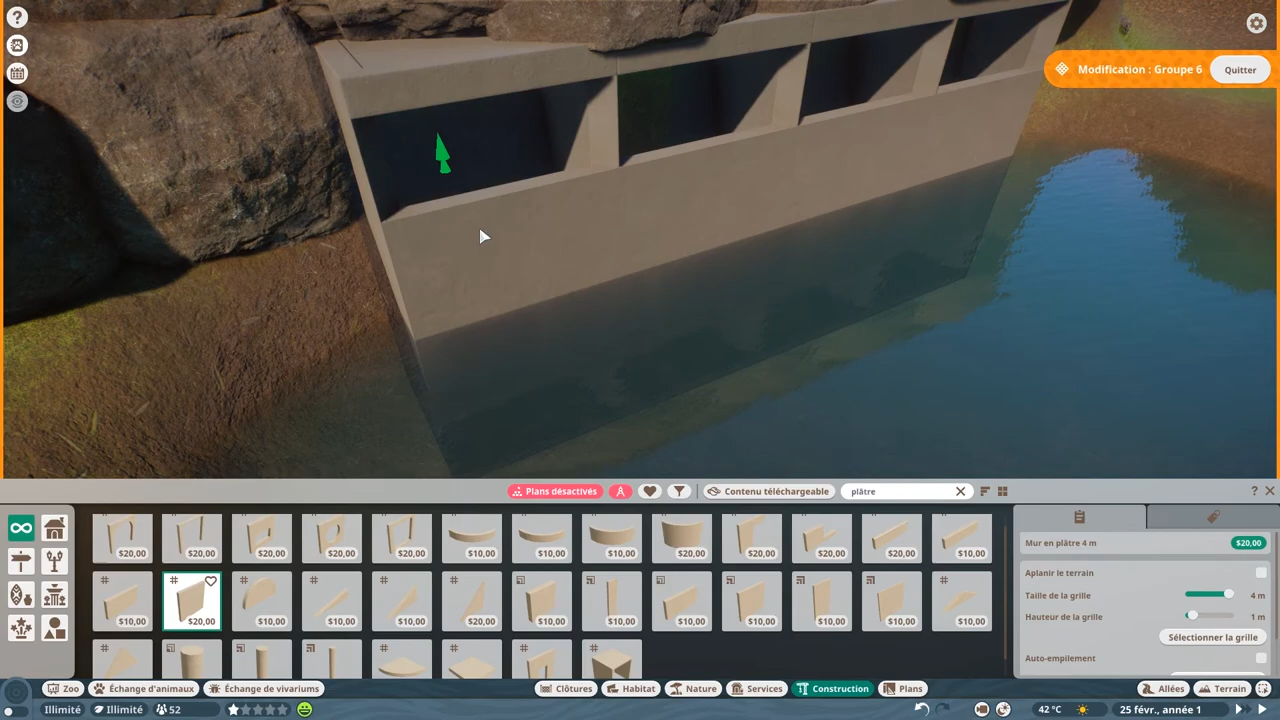 ?
Modification : Groupe 6
Quitter
Plans désactivés
Contenu téléchargeable
plâtre
?
$20,00
$20,00
$20,00
$20,00
$20,00
$10,00
$10,00
$10,00
$20,00
$20,00
$20,00
$20,00
$10,00
$10,00
$20,00
$10,00
$10,00
$10,00
$20,00
$10,00
$10,00
$10,00
$10,00
$10,00
$10,00
$10,00
Mur en plâtre 4 m
$20,00
Aplanir le terrain
Taille de la grille
4 m
Hauteur de la grille
1 m
Sélectionner la grille
Auto-empilement
Zoo
Échange d'animaux
Échange de vivariums
Clôtures
Habitat
Nature
Services
Construction
Plans
Allées
Terrain
Illimité
Illimité
52
42 °C
25 févr., année 1